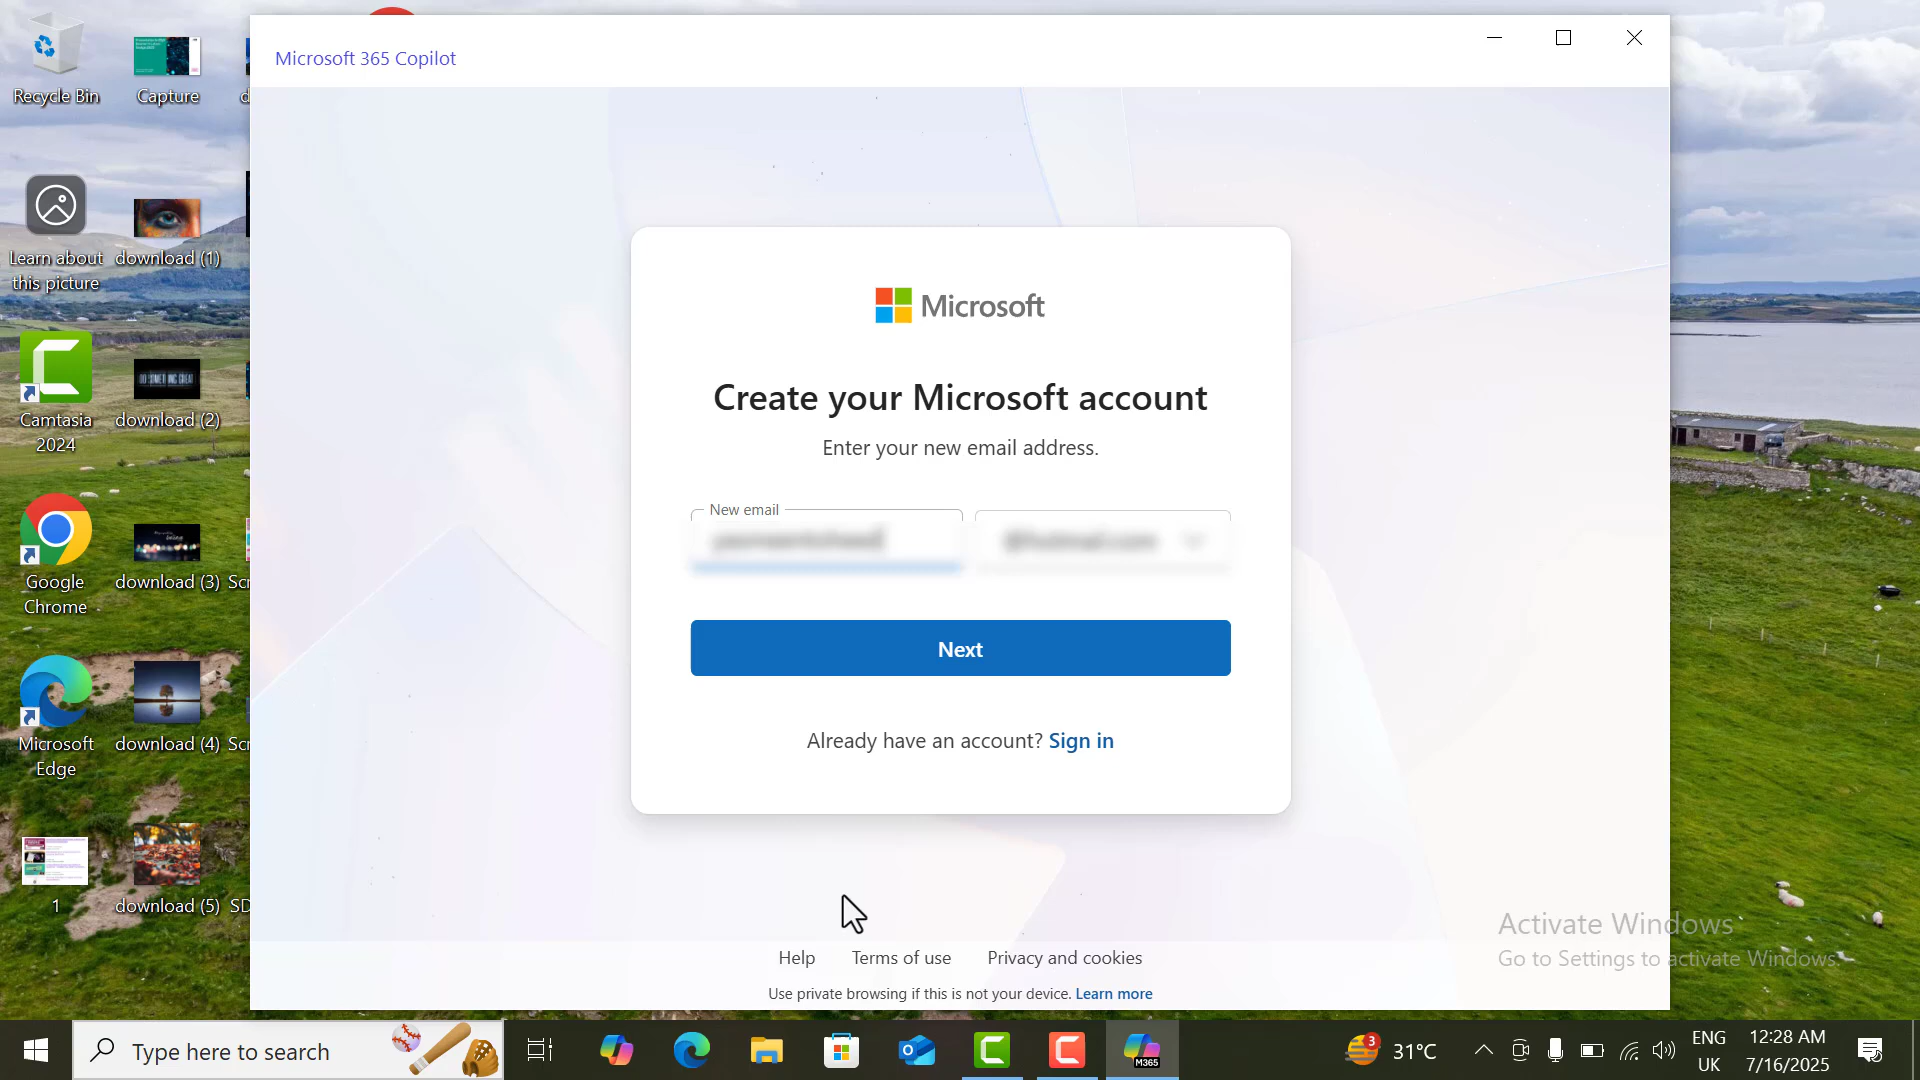 Recycle Bin
Capture
Learn about
this picture
download (1)
Camtasia
2024
download (2)
Google
Chrome
download (3)
Scr
Microsoft
Edge
download (4)
Scr
1
download (5)
SD
Microsoft 365 Copilot
Microsoft
Create your Microsoft account
Enter your new email address.
New email
Next
Already have an account? Sign in
Help
Terms of use
Privacy and cookies
Use private browsing if this is not your device. Learn more
Activate Windows
Go to Settings to activate Windows.
Type here to search
M365
3
31°C
ENG
UK
12:28 AM
7/16/2025